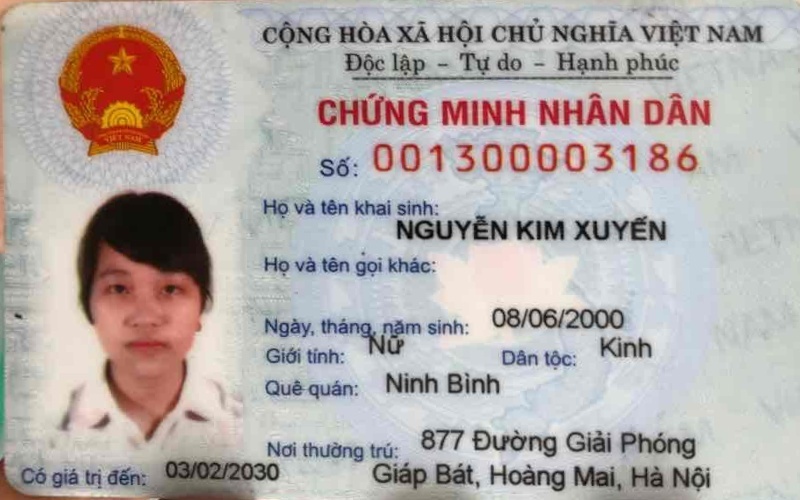 CỘNG HÒA XÃ HỘI CHỦ NGHĨA VIỆT NAM
Độc lập – Tự do – Hạnh phúc
CHỨNG MINH NHÂN DÂN
Số: 001300003186
Họ và tên khai sinh:
NGUYỄN KIM XUYẾN
Họ và tên gọi khác:
Ngày, tháng, năm sinh: 08/06/2000
Giới tính: Nữ Dân tộc: Kinh
Quê quán: Ninh Bình
Nơi thường trú: 877 Đường Giải Phóng
Giáp Bát, Hoàng Mai, Hà Nội
Có giá trị đến: 03/02/2030
VIỆT NAM